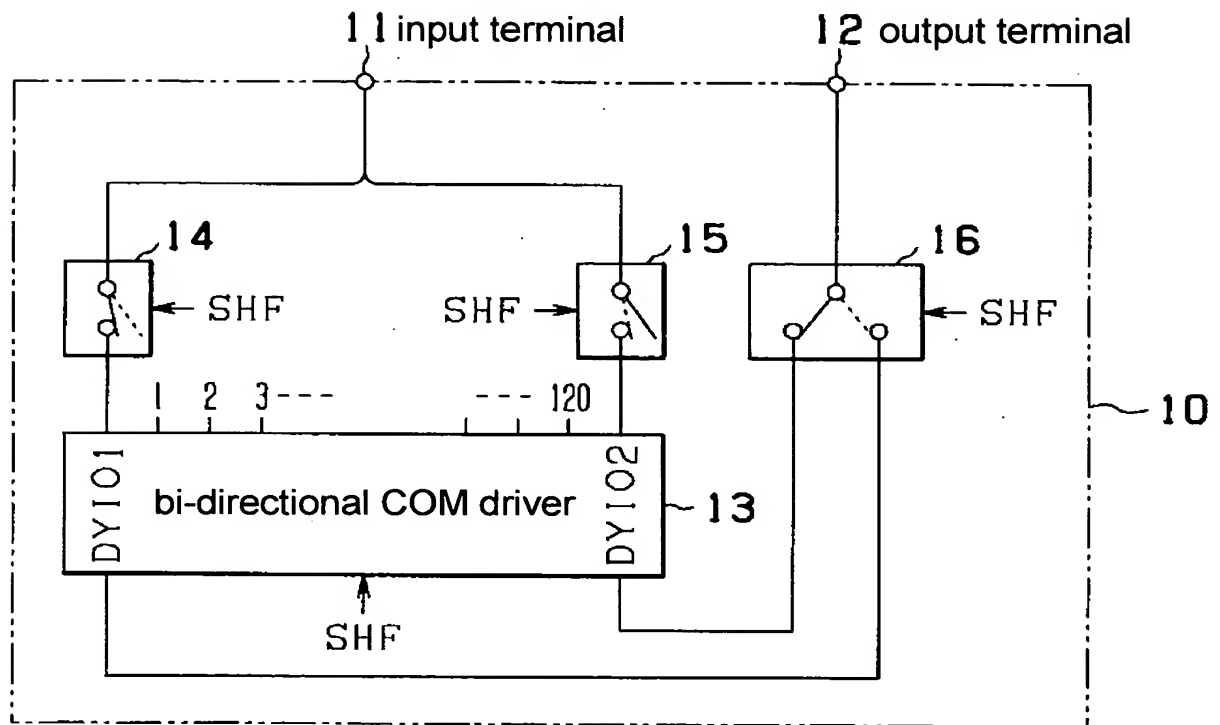 11 input terminal
12 output terminal
14
15
16
SHF
SHF
SHF
1 2 3 --- --- 120
10
DYIO1
bi-directional COM driver
DYIO2
13
SHF